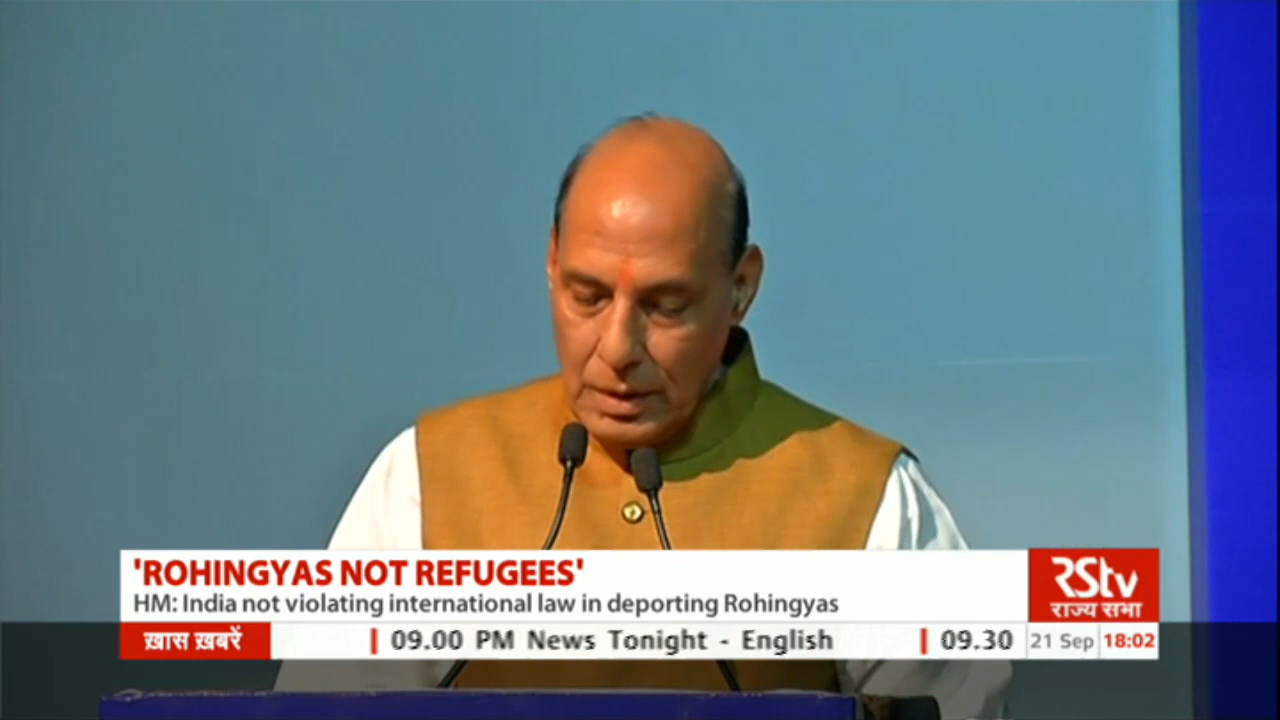 'ROHINGYAS NOT REFUGEES'
HM: India not violating international law in deporting Rohingyas
RStv
राज्य सभा
ख़ास ख़बरें
| 09.00 PM News Tonight - English | 09.30
21 Sep 18:02